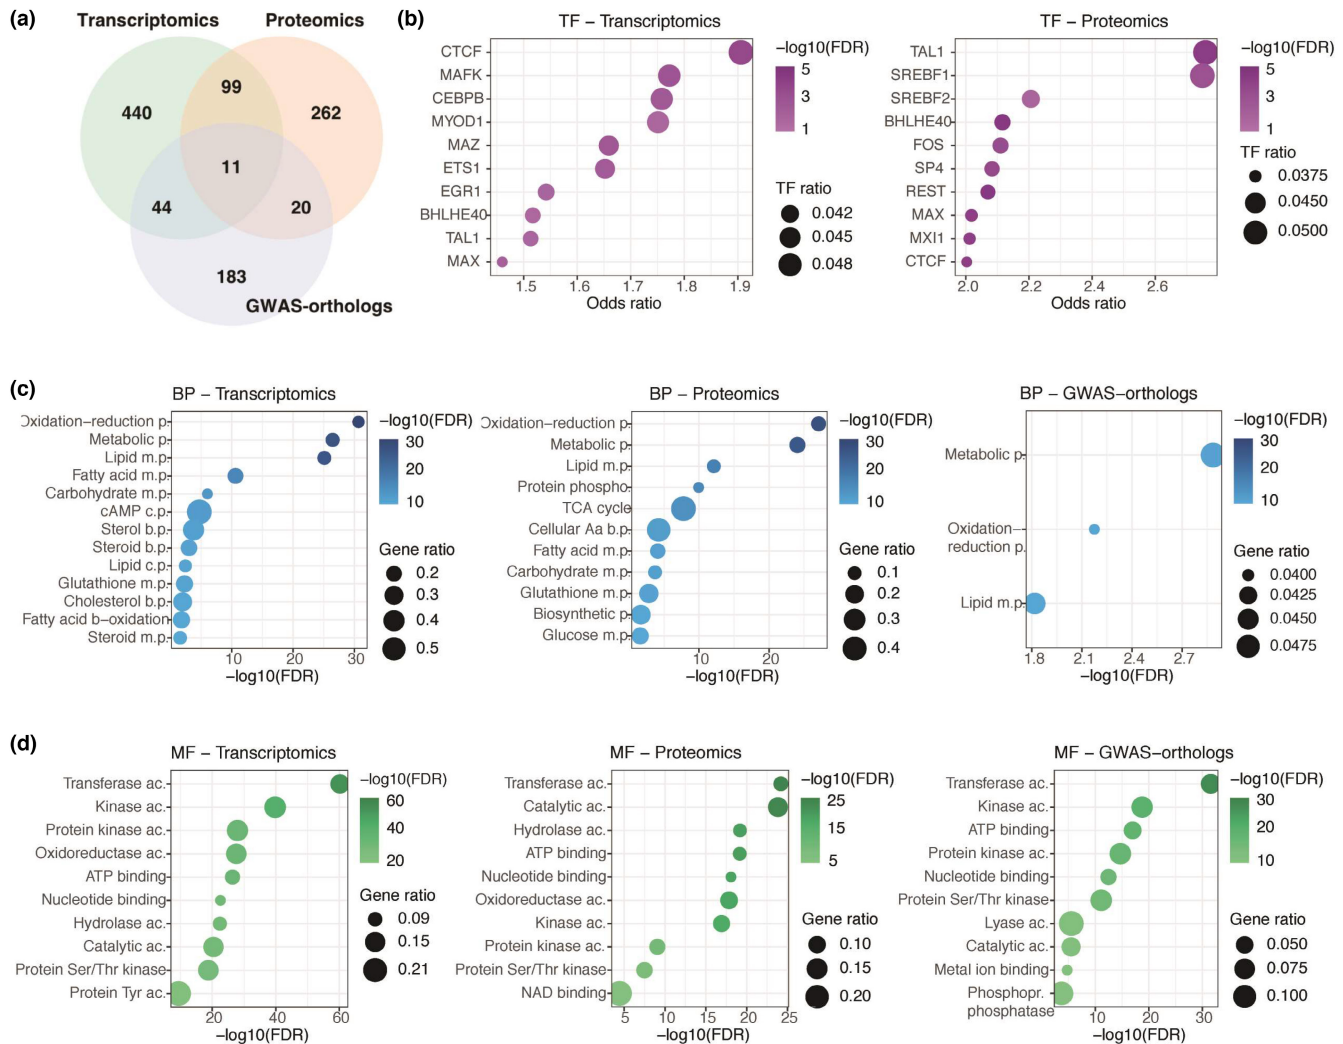 (a)
Transcriptomics
Proteomics
99
440
262
11
44
20
183
GWAS-orthologs
(b)
TF – Transcriptomics
CTCF
MAFK
CEBPB
MYOD1
MAZ
ETS1
EGR1
BHLHE40
TAL1
MAX
1.5 1.6 1.7 1.8 1.9
Odds ratio
−log10(FDR)
5
3
1
TF ratio
0.042
0.045
0.048
TF – Proteomics
TAL1
SREBF1
SREBF2
BHLHE40
FOS
SP4
REST
MAX
MXI1
CTCF
2.0 2.2 2.4 2.6
Odds ratio
−log10(FDR)
5
3
1
TF ratio
0.0375
0.0450
0.0500
(c)
BP – Transcriptomics
Oxidation−reduction p.
Metabolic p.
Lipid m.p.
Fatty acid m.p.
Carbohydrate m.p.
cAMP c.p.
Sterol b.p.
Steroid b.p.
Lipid c.p.
Glutathione m.p.
Cholesterol b.p.
Fatty acid b−oxidation
Steroid m.p.
10 20 30
−log10(FDR)
−log10(FDR)
30
20
10
Gene ratio
0.2
0.3
0.4
0.5
BP – Proteomics
Oxidation−reduction p.
Metabolic p.
Lipid m.p.
Protein phospho.
TCA cycle
Cellular Aa b.p.
Fatty acid m.p.
Carbohydrate m.p.
Glutathione m.p.
Biosynthetic p.
Glucose m.p.
10 20
−log10(FDR)
−log10(FDR)
30
20
10
Gene ratio
0.1
0.2
0.3
0.4
BP – GWAS−orthologs
Metabolic p.
Oxidation−
reduction p.
Lipid m.p.
1.8 2.1 2.4 2.7
−log10(FDR)
−log10(FDR)
30
20
10
Gene ratio
0.0400
0.0425
0.0450
0.0475
(d)
MF – Transcriptomics
Transferase ac.
Kinase ac.
Protein kinase ac.
Oxidoreductase ac.
ATP binding
Nucleotide binding
Hydrolase ac.
Catalytic ac.
Protein Ser/Thr kinase
Protein Tyr ac.
20 40 60
−log10(FDR)
−log10(FDR)
60
40
20
Gene ratio
0.09
0.15
0.21
MF – Proteomics
Transferase ac.
Catalytic ac.
Hydrolase ac.
ATP binding
Nucleotide binding
Oxidoreductase ac.
Kinase ac.
Protein kinase ac.
Protein Ser/Thr kinase
NAD binding
5 10 15 20 25
−log10(FDR)
−log10(FDR)
25
15
5
Gene ratio
0.10
0.15
0.20
MF – GWAS−orthologs
Transferase ac.
Kinase ac.
ATP binding
Protein kinase ac.
Nucleotide binding
Protein Ser/Thr kinase
Lyase ac.
Catalytic ac.
Metal ion binding
Phosphopr.
phosphatase
10 20 30
−log10(FDR)
−log10(FDR)
30
20
10
Gene ratio
0.050
0.075
0.100